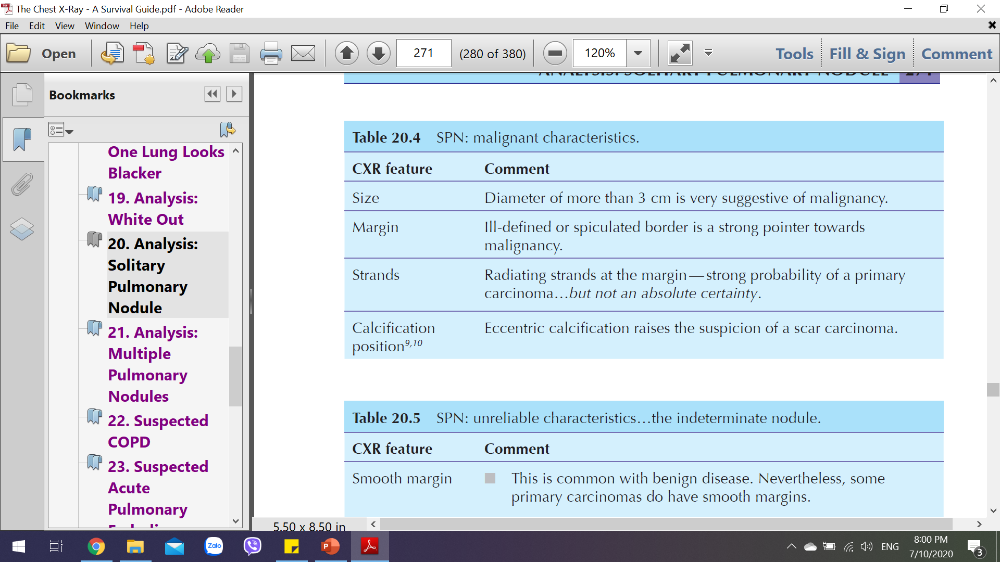 The Chest X-Ray - A Survival Guide.pdf - Adobe Reader
File Edit View Window Help
Open
271
(280 of 380)
120%
Tools
Fill & Sign
Comment
Bookmarks
One Lung Looks
Blacker
19. Analysis:
White Out
20. Analysis:
Solitary
Pulmonary
Nodule
21. Analysis:
Multiple
Pulmonary
Nodules
22. Suspected
COPD
23. Suspected
Acute
Pulmonary
ANALYSIS: SOLITARY PULMONARY NODULE 271
Table 20.4 SPN: malignant characteristics.
CXR feature Comment
Size Diameter of more than 3 cm is very suggestive of malignancy.
Margin Ill-defined or spiculated border is a strong pointer towards
malignancy.
Strands Radiating strands at the margin—strong probability of a primary
carcinoma…but not an absolute certainty.
Calcification Eccentric calcification raises the suspicion of a scar carcinoma.
position9,10
Table 20.5 SPN: unreliable characteristics…the indeterminate nodule.
CXR feature Comment
Smooth margin This is common with benign disease. Nevertheless, some
primary carcinomas do have smooth margins.
5.50 x 8.50 in
Zalo
P
ENG
8:00 PM
7/10/2020
3